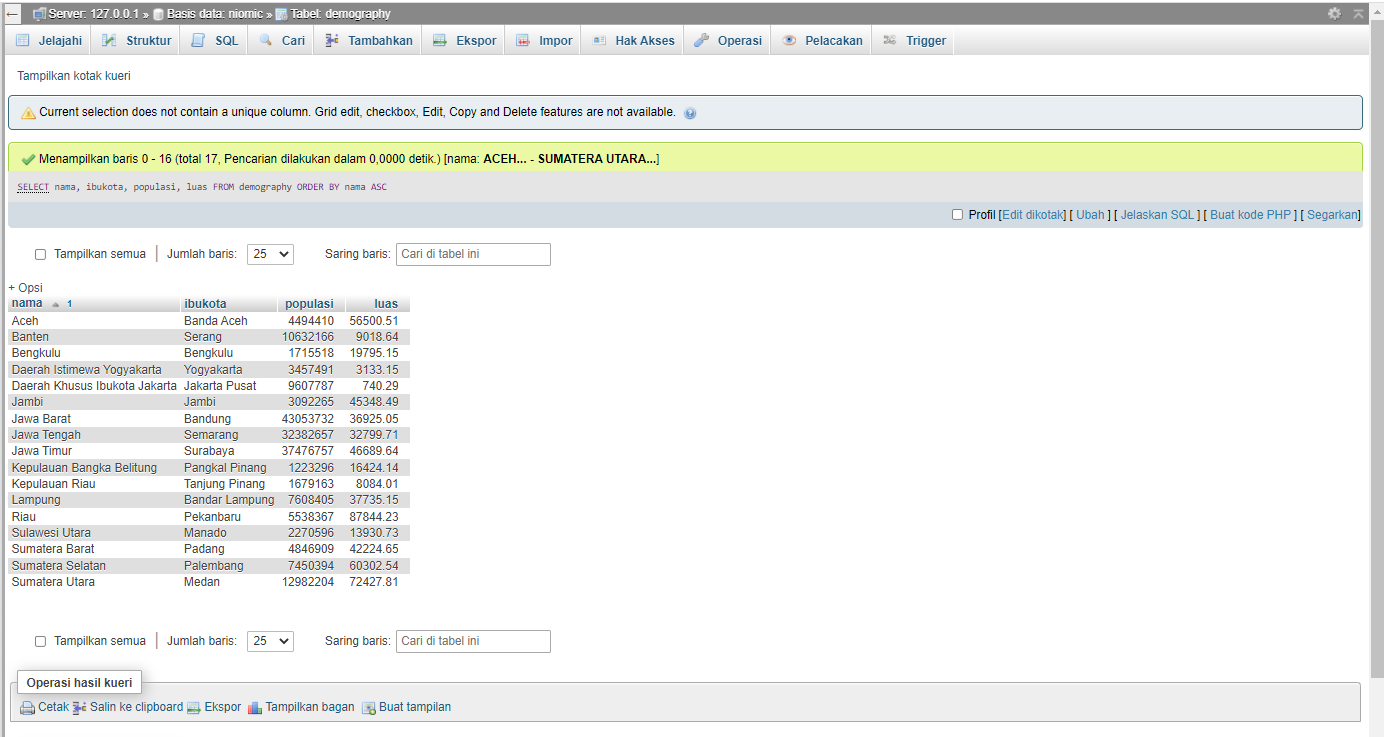 Server: 127.0.0.1 » Basis data: niomic » Tabel: demography
Jelajahi Struktur SQL Cari Tambahkan Ekspor Impor Hak Akses Operasi Pelacakan Trigger
Tampilkan kotak kueri
Current selection does not contain a unique column. Grid edit, checkbox, Edit, Copy and Delete features are not available.
Menampilkan baris 0 - 16 (total 17, Pencarian dilakukan dalam 0,0000 detik.) [nama: ACEH... - SUMATERA UTARA...]
SELECT nama, ibukota, populasi, luas FROM demography ORDER BY nama ASC
Profil [Edit dikotak] [ Ubah ] [ Jelaskan SQL ] [ Buat kode PHP ] [ Segarkan]
Tampilkan semua Jumlah baris: 25 Saring baris: Cari di tabel ini
+ Opsi
nama 1 ibukota populasi luas
Aceh Banda Aceh 4494410 56500.51
Banten Serang 10632166 9018.64
Bengkulu Bengkulu 1715518 19795.15
Daerah Istimewa Yogyakarta Yogyakarta 3457491 3133.15
Daerah Khusus Ibukota Jakarta Jakarta Pusat 9607787 740.29
Jambi Jambi 3092265 45348.49
Jawa Barat Bandung 43053732 36925.05
Jawa Tengah Semarang 32382657 32799.71
Jawa Timur Surabaya 37476757 46689.64
Kepulauan Bangka Belitung Pangkal Pinang 1223296 16424.14
Kepulauan Riau Tanjung Pinang 1679163 8084.01
Lampung Bandar Lampung 7608405 37735.15
Riau Pekanbaru 5538367 87844.23
Sulawesi Utara Manado 2270596 13930.73
Sumatera Barat Padang 4846909 42224.65
Sumatera Selatan Palembang 7450394 60302.54
Sumatera Utara Medan 12982204 72427.81
Tampilkan semua Jumlah baris: 25 Saring baris: Cari di tabel ini
Operasi hasil kueri
Cetak Salin ke clipboard Ekspor Tampilkan bagan Buat tampilan